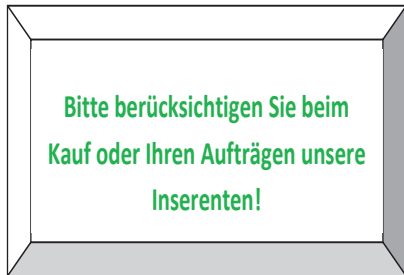 Bitte berücksichtigen Sie beim
Kauf oder Ihren Aufträgen unsere
Inserenten!